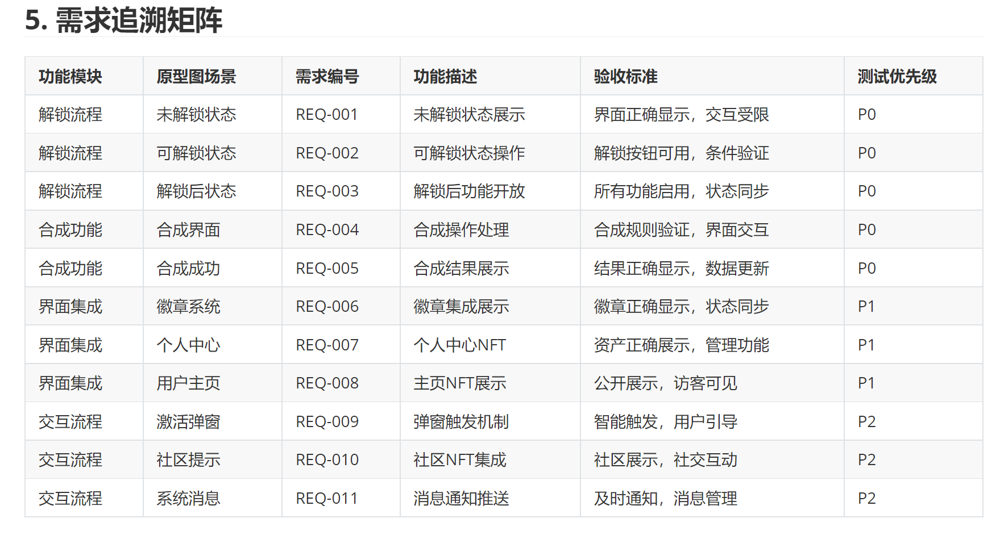 5. 需求追溯矩阵
功能模块 原型图场景 需求编号 功能描述 验收标准 测试优先级
解锁流程 未解锁状态 REQ-001 未解锁状态展示 界面正确显示，交互受限 P0
解锁流程 可解锁状态 REQ-002 可解锁状态操作 解锁按钮可用，条件验证 P0
解锁流程 解锁后状态 REQ-003 解锁后功能开放 所有功能启用，状态同步 P0
合成功能 合成界面 REQ-004 合成操作处理 合成规则验证，界面交互 P0
合成功能 合成成功 REQ-005 合成结果展示 结果正确显示，数据更新 P0
界面集成 徽章系统 REQ-006 徽章集成展示 徽章正确显示，状态同步 P1
界面集成 个人中心 REQ-007 个人中心NFT 资产正确展示，管理功能 P1
界面集成 用户主页 REQ-008 主页NFT展示 公开展示，访客可见 P1
交互流程 激活弹窗 REQ-009 弹窗触发机制 智能触发，用户引导 P2
交互流程 社区提示 REQ-010 社区NFT集成 社区展示，社交互动 P2
交互流程 系统消息 REQ-011 消息通知推送 及时通知，消息管理 P2